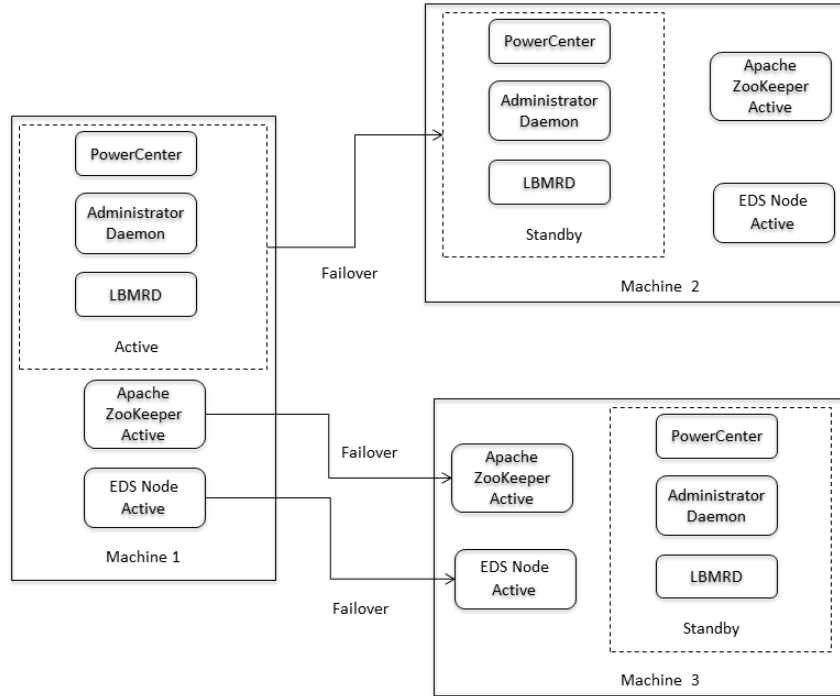 PowerCenter
Administrator
Daemon
LBMRD
Active
Apache
ZooKeeper
Active
EDS Node
Active
Machine 1
Failover
PowerCenter
Administrator
Daemon
LBMRD
Standby
Apache
ZooKeeper
Active
EDS Node
Active
Machine 2
Failover
Failover
Apache
ZooKeeper
Active
EDS Node
Active
PowerCenter
Administrator
Daemon
LBMRD
Standby
Machine 3